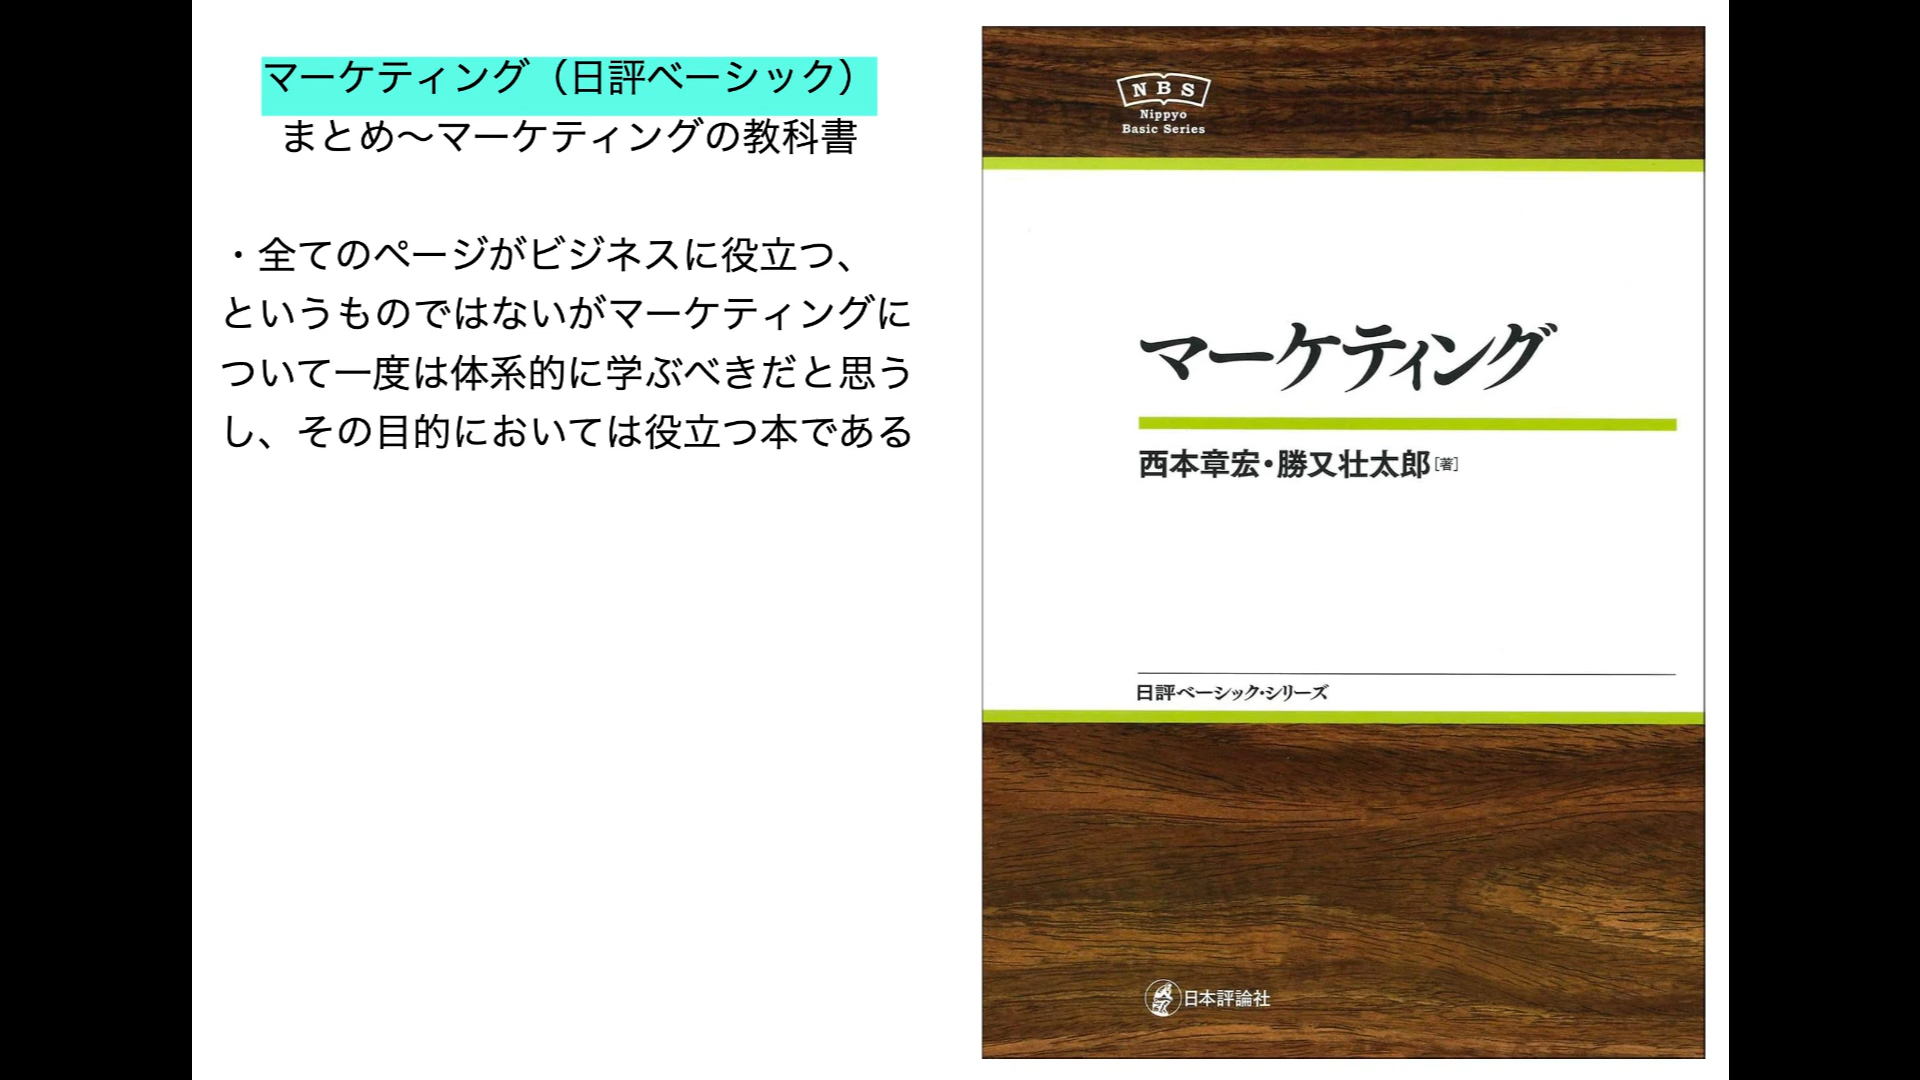 マーケティング（日評ベーシック）
まとめ〜マーケティングの教科書
・全てのページがビジネスに役立つ、
というものではないがマーケティングに
ついて一度は体系的に学ぶべきだと思う
し、その目的においては役立つ本である
NBS
Nippyo
Basic Series
マーケティング
西本章宏・勝又壮太郎［著］
日評ベーシック・シリーズ
日本評論社